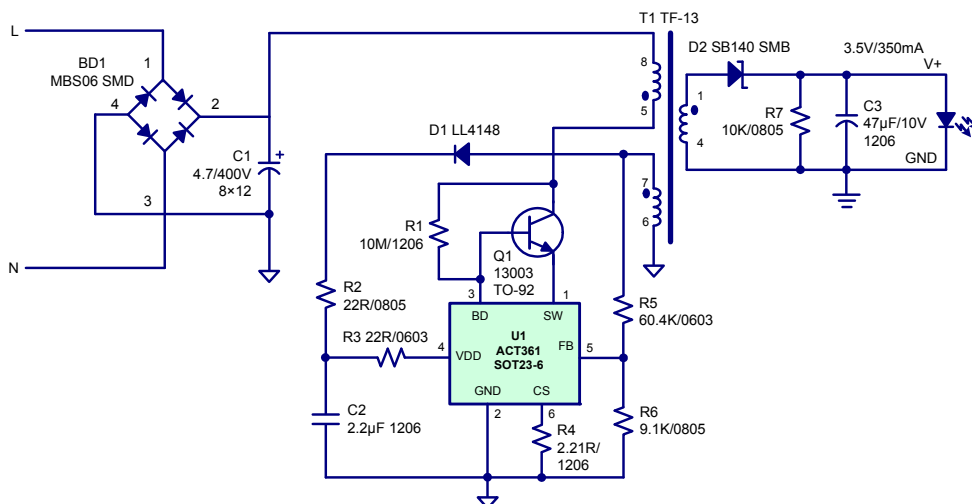 T1 TF-13
L
BD1
MBS06 SMD
1
4
2
3
N
C1
4.7/400V
8×12
+
8
5
D2 SB140 SMB
1
4
3.5V/350mA
V+
R7
10K/0805
C3
47µF/10V
1206
GND
D1 LL4148
7
6
R1
10M/1206
Q1
13003
TO-92
R2
22R/0805
R3 22R/0603
C2
2.2µF 1206
3
1
BD
SW
U1
ACT361
SOT23-6
4
VDD
FB
5
GND
CS
2
6
R4
2.21R/
1206
R5
60.4K/0603
R6
9.1K/0805